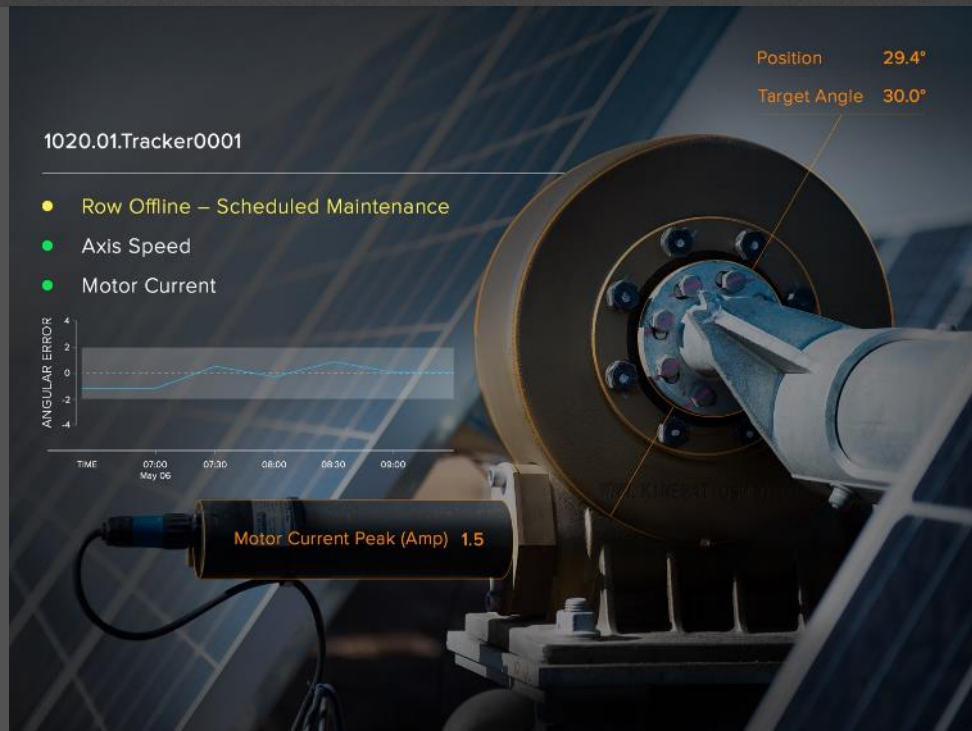 Position 29.4°
Target Angle 30.0°
1020.01.Tracker0001
Row Offline – Scheduled Maintenance
Axis Speed
Motor Current
ANGULAR ERROR
4
2
0
-2
-4
TIME 07:00 07:30 08:00 08:30 09:00
May 06
Motor Current Peak (Amp) 1.5